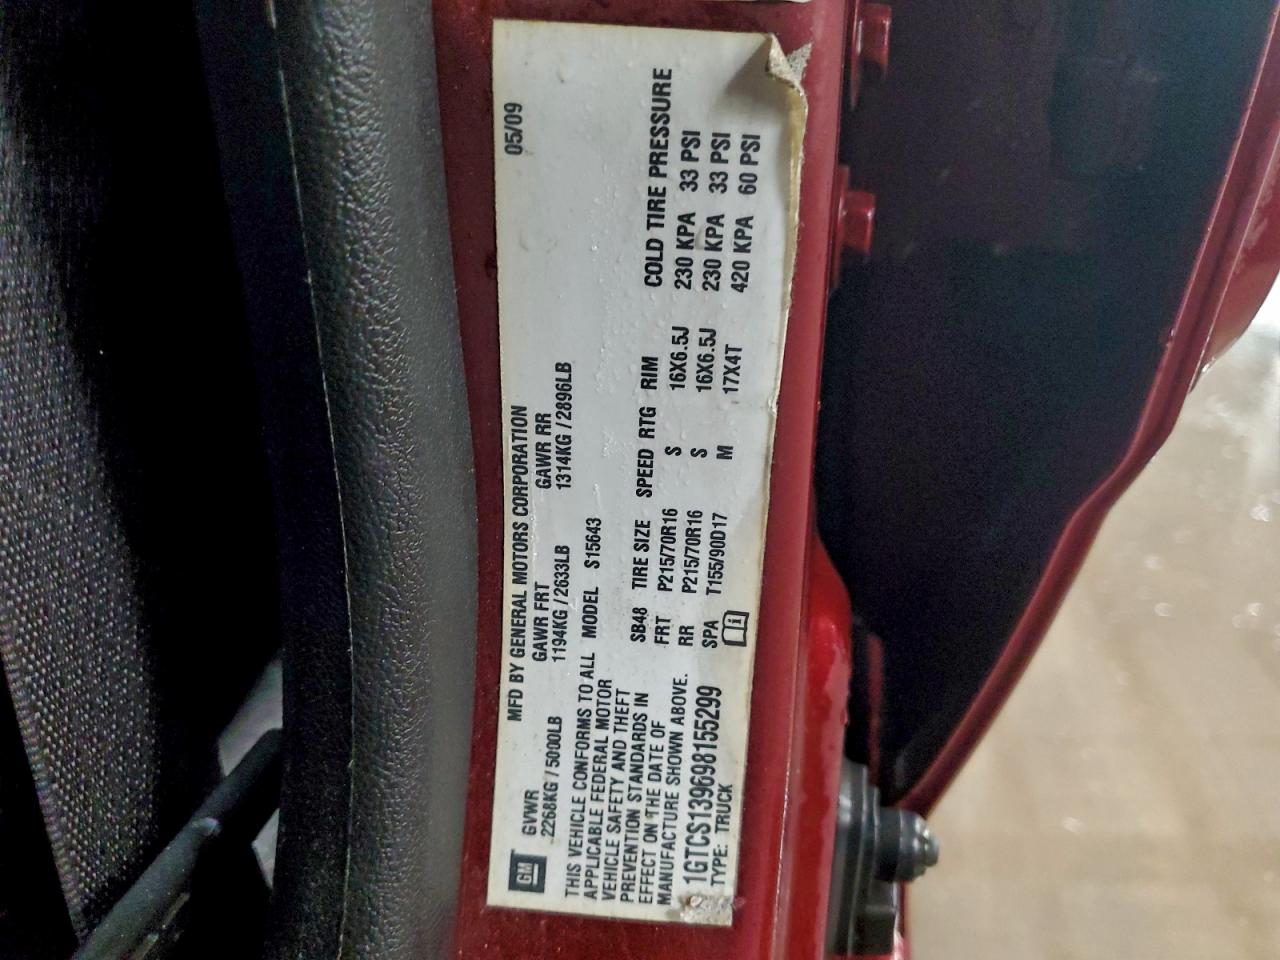 GM
MFD BY GENERAL MOTORS CORPORATION 05/09
GVWR GAWR FRT GAWR RR
2268KG / 5000LB 1194KG / 2633LB 1314KG / 2896LB
THIS VEHICLE CONFORMS TO ALL
APPLICABLE FEDERAL MOTOR
VEHICLE SAFETY AND THEFT
PREVENTION STANDARDS IN
EFFECT ON THE DATE OF
MANUFACTURE SHOWN ABOVE.
1GTCS139698155299
TYPE: TRUCK
MODEL S15643
SB48 TIRE SIZE SPEED RTG RIM COLD TIRE PRESSURE
FRT P215/70R16 S 16X6.5J 230 KPA 33 PSI
RR P215/70R16 S 16X6.5J 230 KPA 33 PSI
SPA T155/90D17 M 17X4T 420 KPA 60 PSI